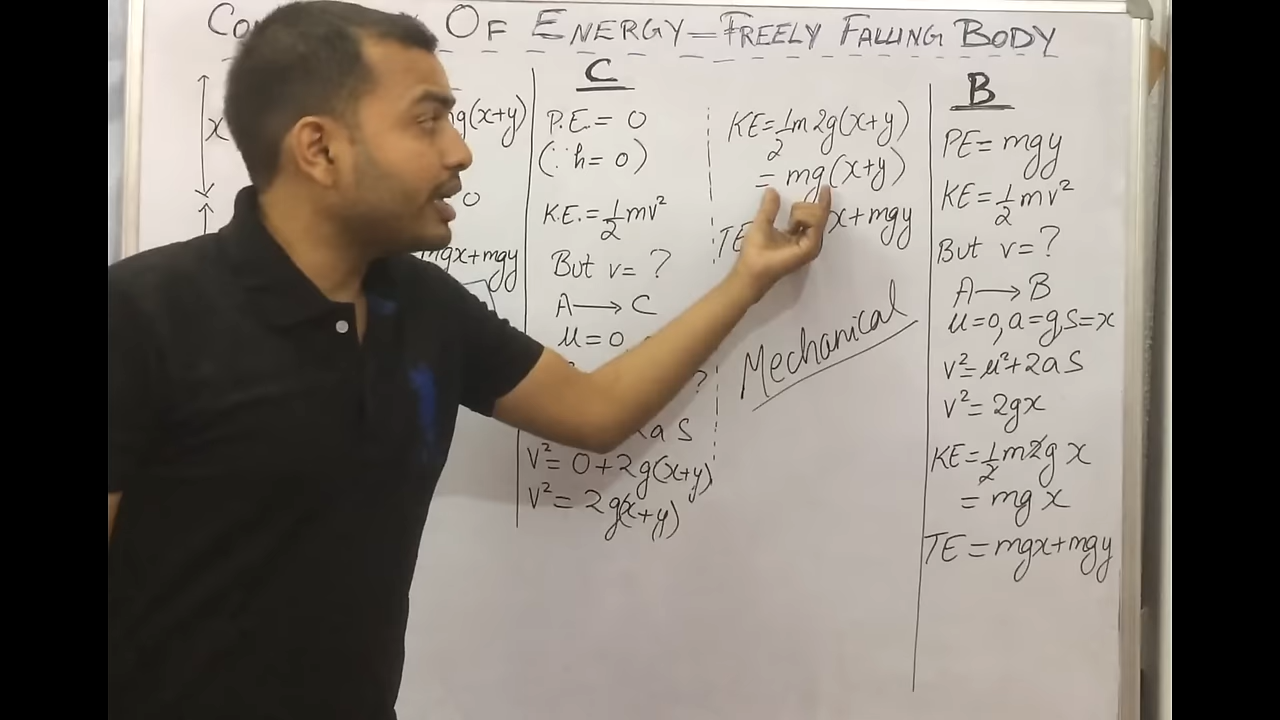 OF ENERGY – FREELY FALLING BODY
x
mg(x+y)
0
mgx+mgy
C
P.E. = 0
(∵ h = 0)
K.E. = 1/2 mv²
But v = ?
A → C
u = 0
?
a S
v² = 0 + 2g(x+y)
v² = 2g(x+y)
KE = 1/2 m 2g(x+y)
= mg(x+y)
TE x + mgy
Mechanical
B
PE = mgy
KE = 1/2 mv²
But v = ?
A → B
u=0, a=g, S=x
v² = u² + 2aS
v² = 2gx
KE = 1/2 m2g x
= mg x
TE = mgx + mgy